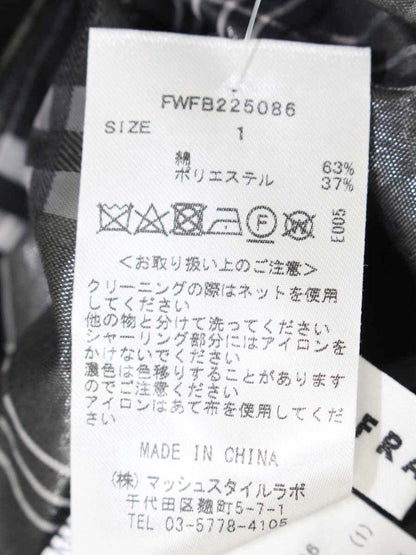 FWFB225086
SIZE 1
綿 63%
ポリエステル 37%
E005
＜お取り扱い上のご注意＞
クリーニングの際はネットを使用
してください
他の物と分けて洗ってください
シャーリング部分にはアイロンを
かけないでください
濃色は色移りすることがあります
のでご注意ください
アイロンはあて布を使用してくだ
さい
MADE IN CHINA
(株) マッシュスタイルラボ
千代田区麹町5-7-1
TEL 03-5778-4105
(1)